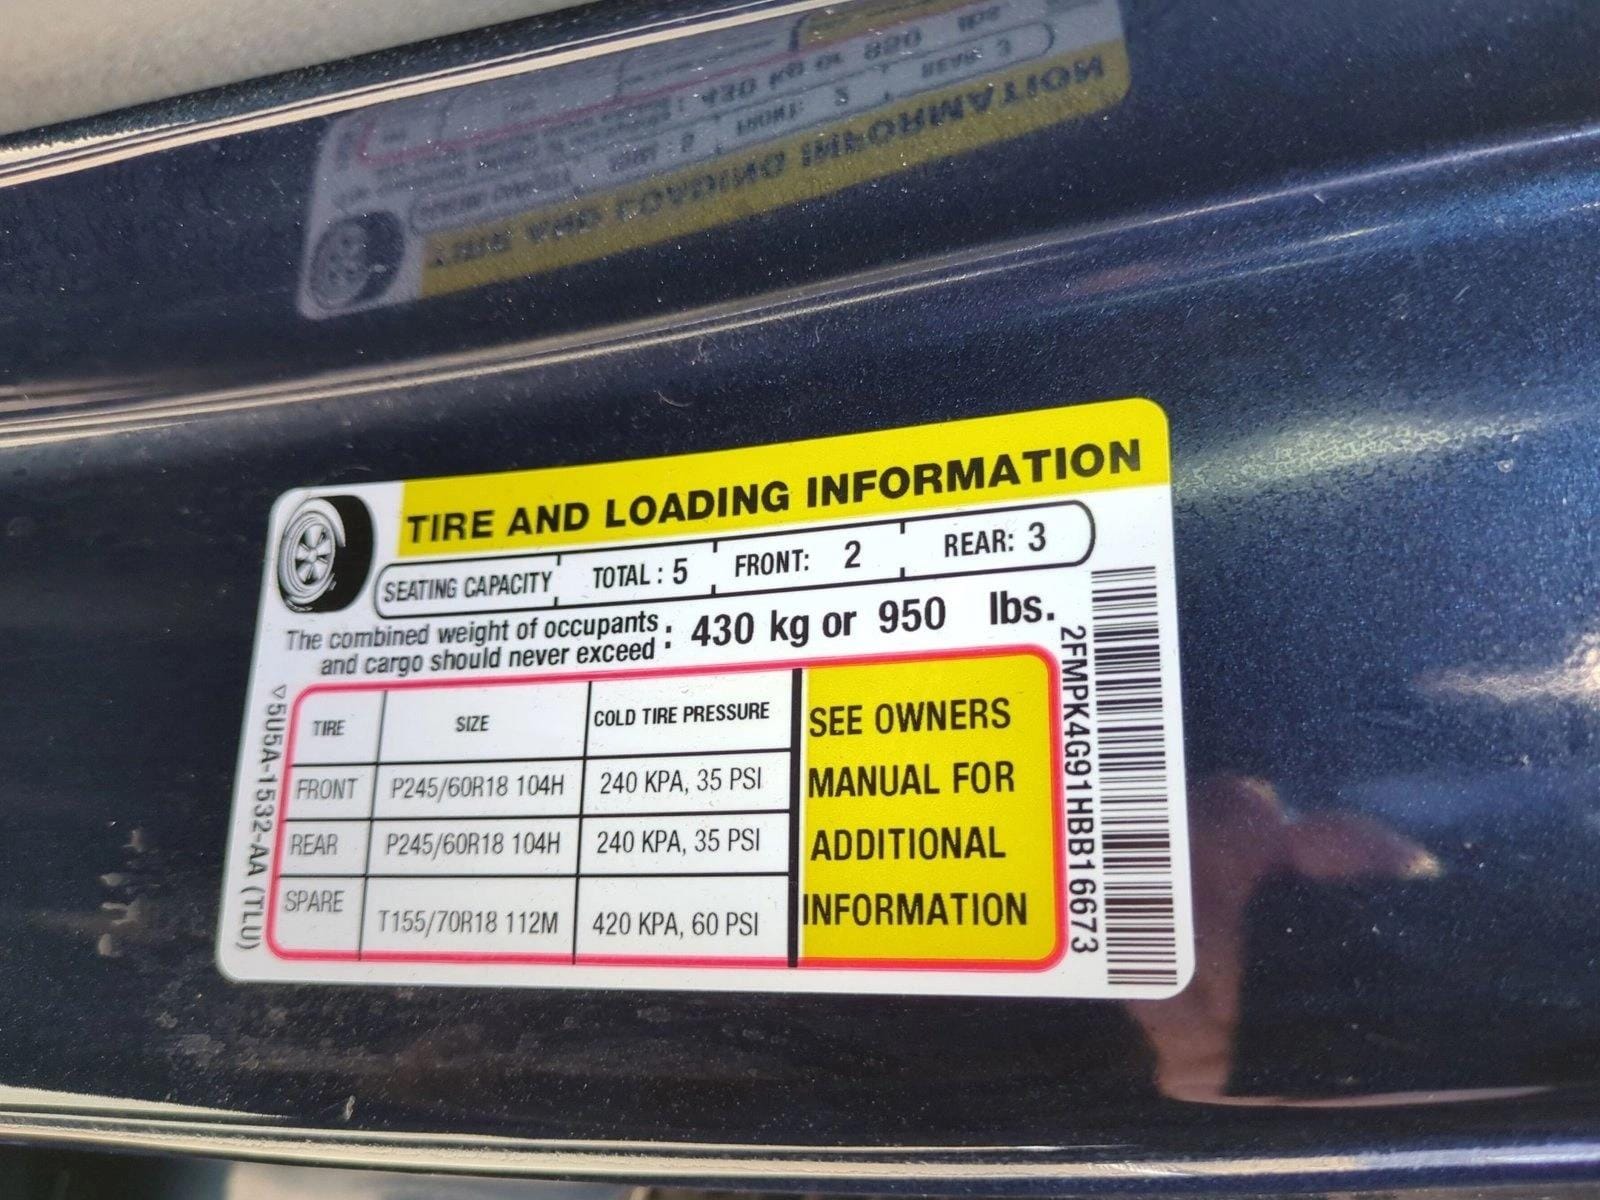 TIRE AND LOADING INFORMATION
SEATING CAPACITY TOTAL : 5 FRONT: 2 REAR: 3
The combined weight of occupants
and cargo should never exceed : 430 kg or 950 lbs.
TIRE SIZE COLD TIRE PRESSURE
FRONT P245/60R18 104H 240 KPA, 35 PSI
REAR P245/60R18 104H 240 KPA, 35 PSI
SPARE T155/70R18 112M 420 KPA, 60 PSI
SEE OWNERS
MANUAL FOR
ADDITIONAL
INFORMATION
2FMPK4G91HBB16673
▽5U5A-1532-AA (TLU)